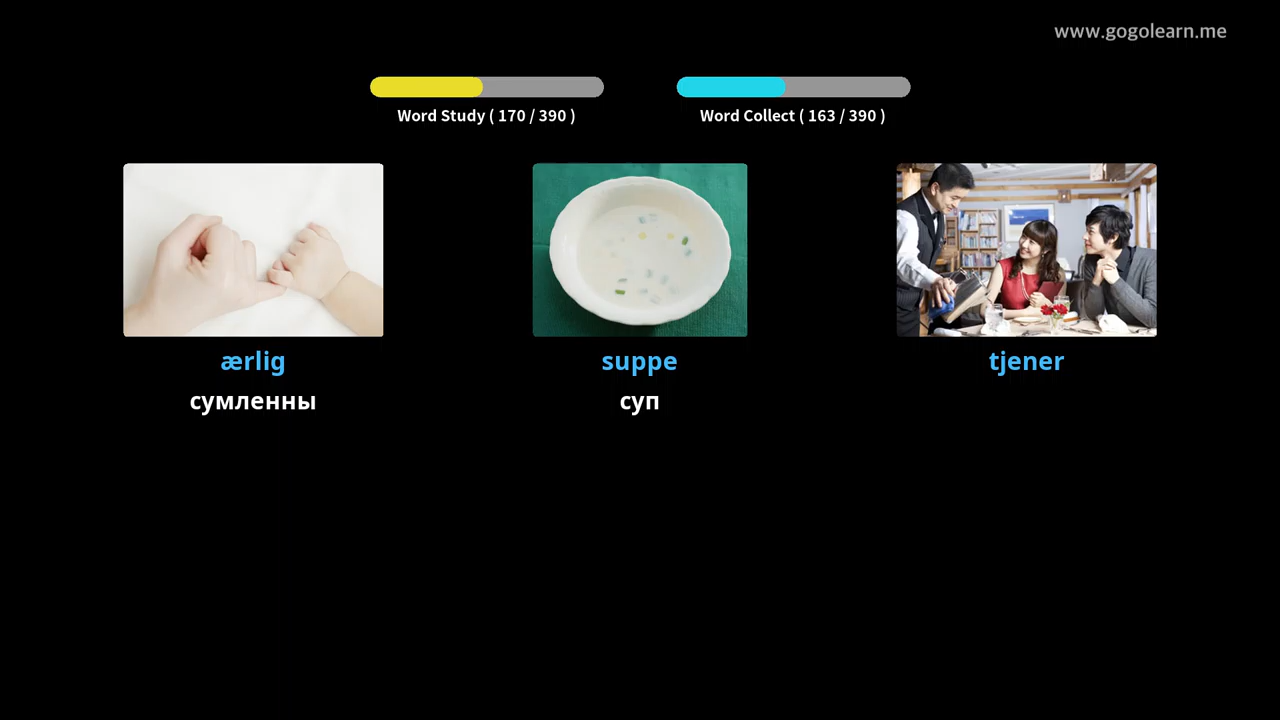 www.gogolearn.me
Word Study ( 170 / 390 )
Word Collect ( 163 / 390 )
ærlig
suppe
tjener
сумленны
суп